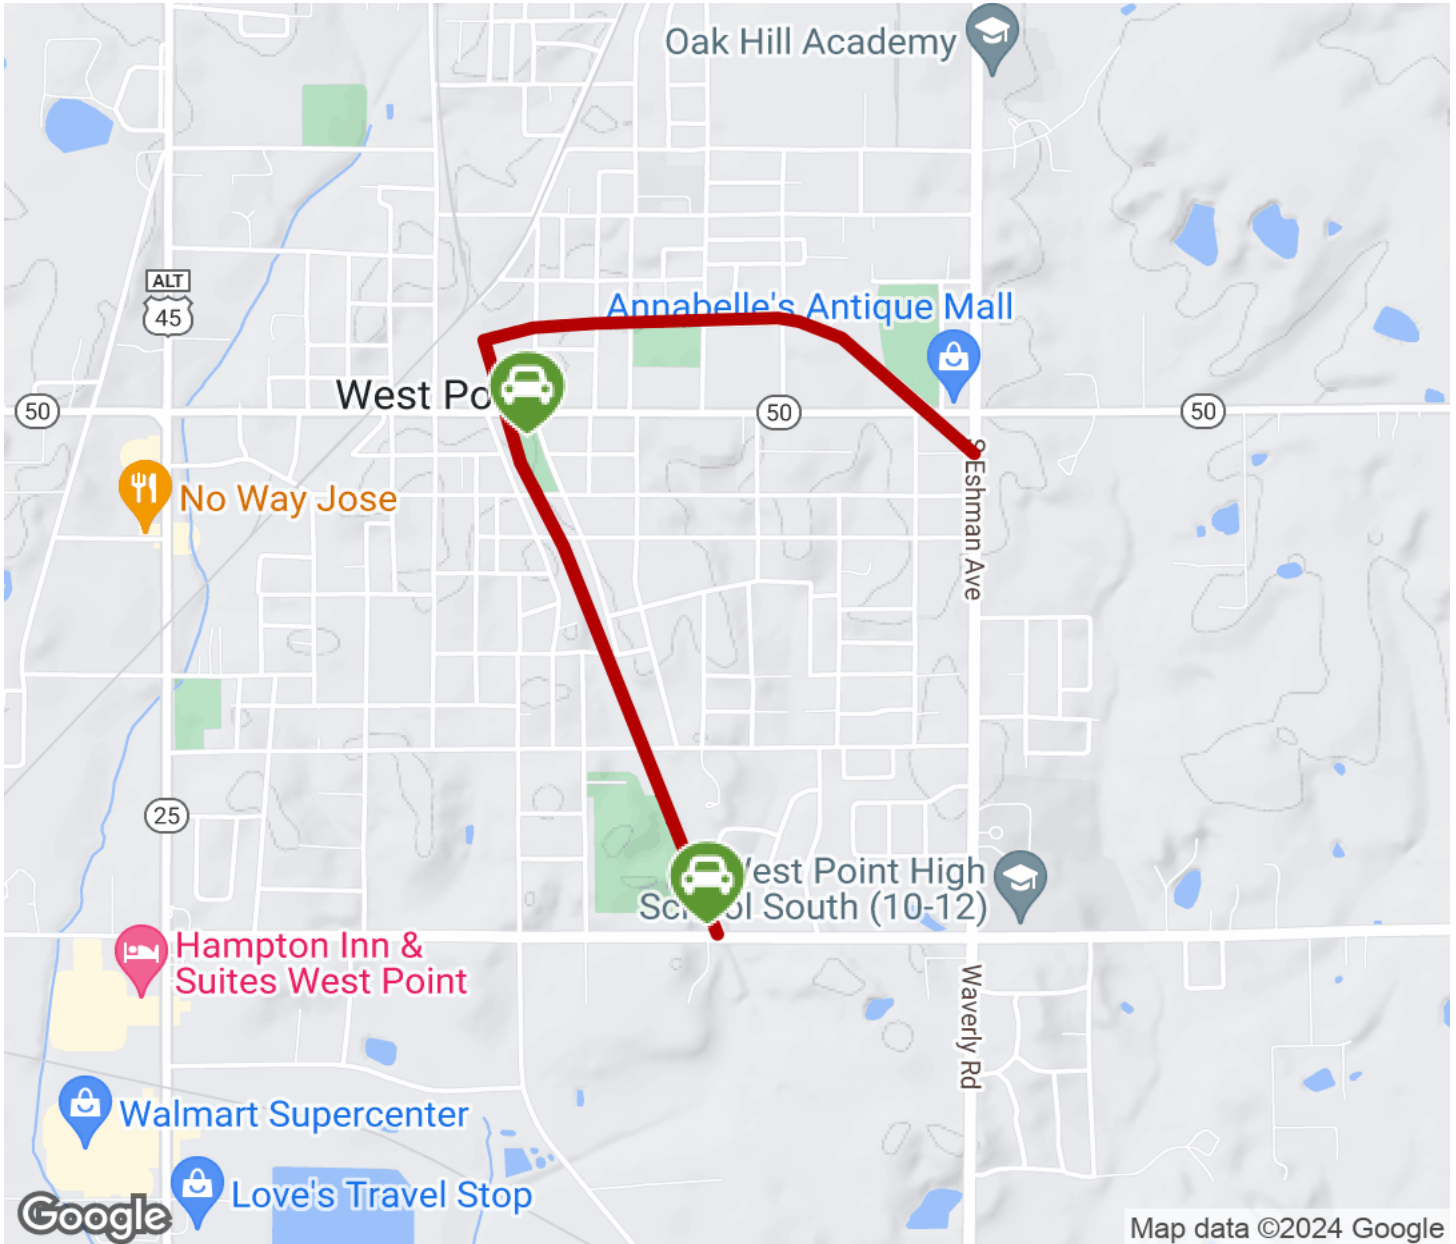 Oak Hill Academy
ALT
45
Annabelle's Antique Mall
West Po
50
50
50
S Eshman Ave
No Way Jose
25
est Point High
School South (10-12)
Hampton Inn &
Suites West Point
Waverly Rd
Walmart Supercenter
Love's Travel Stop
Google
Map data ©2024 Google